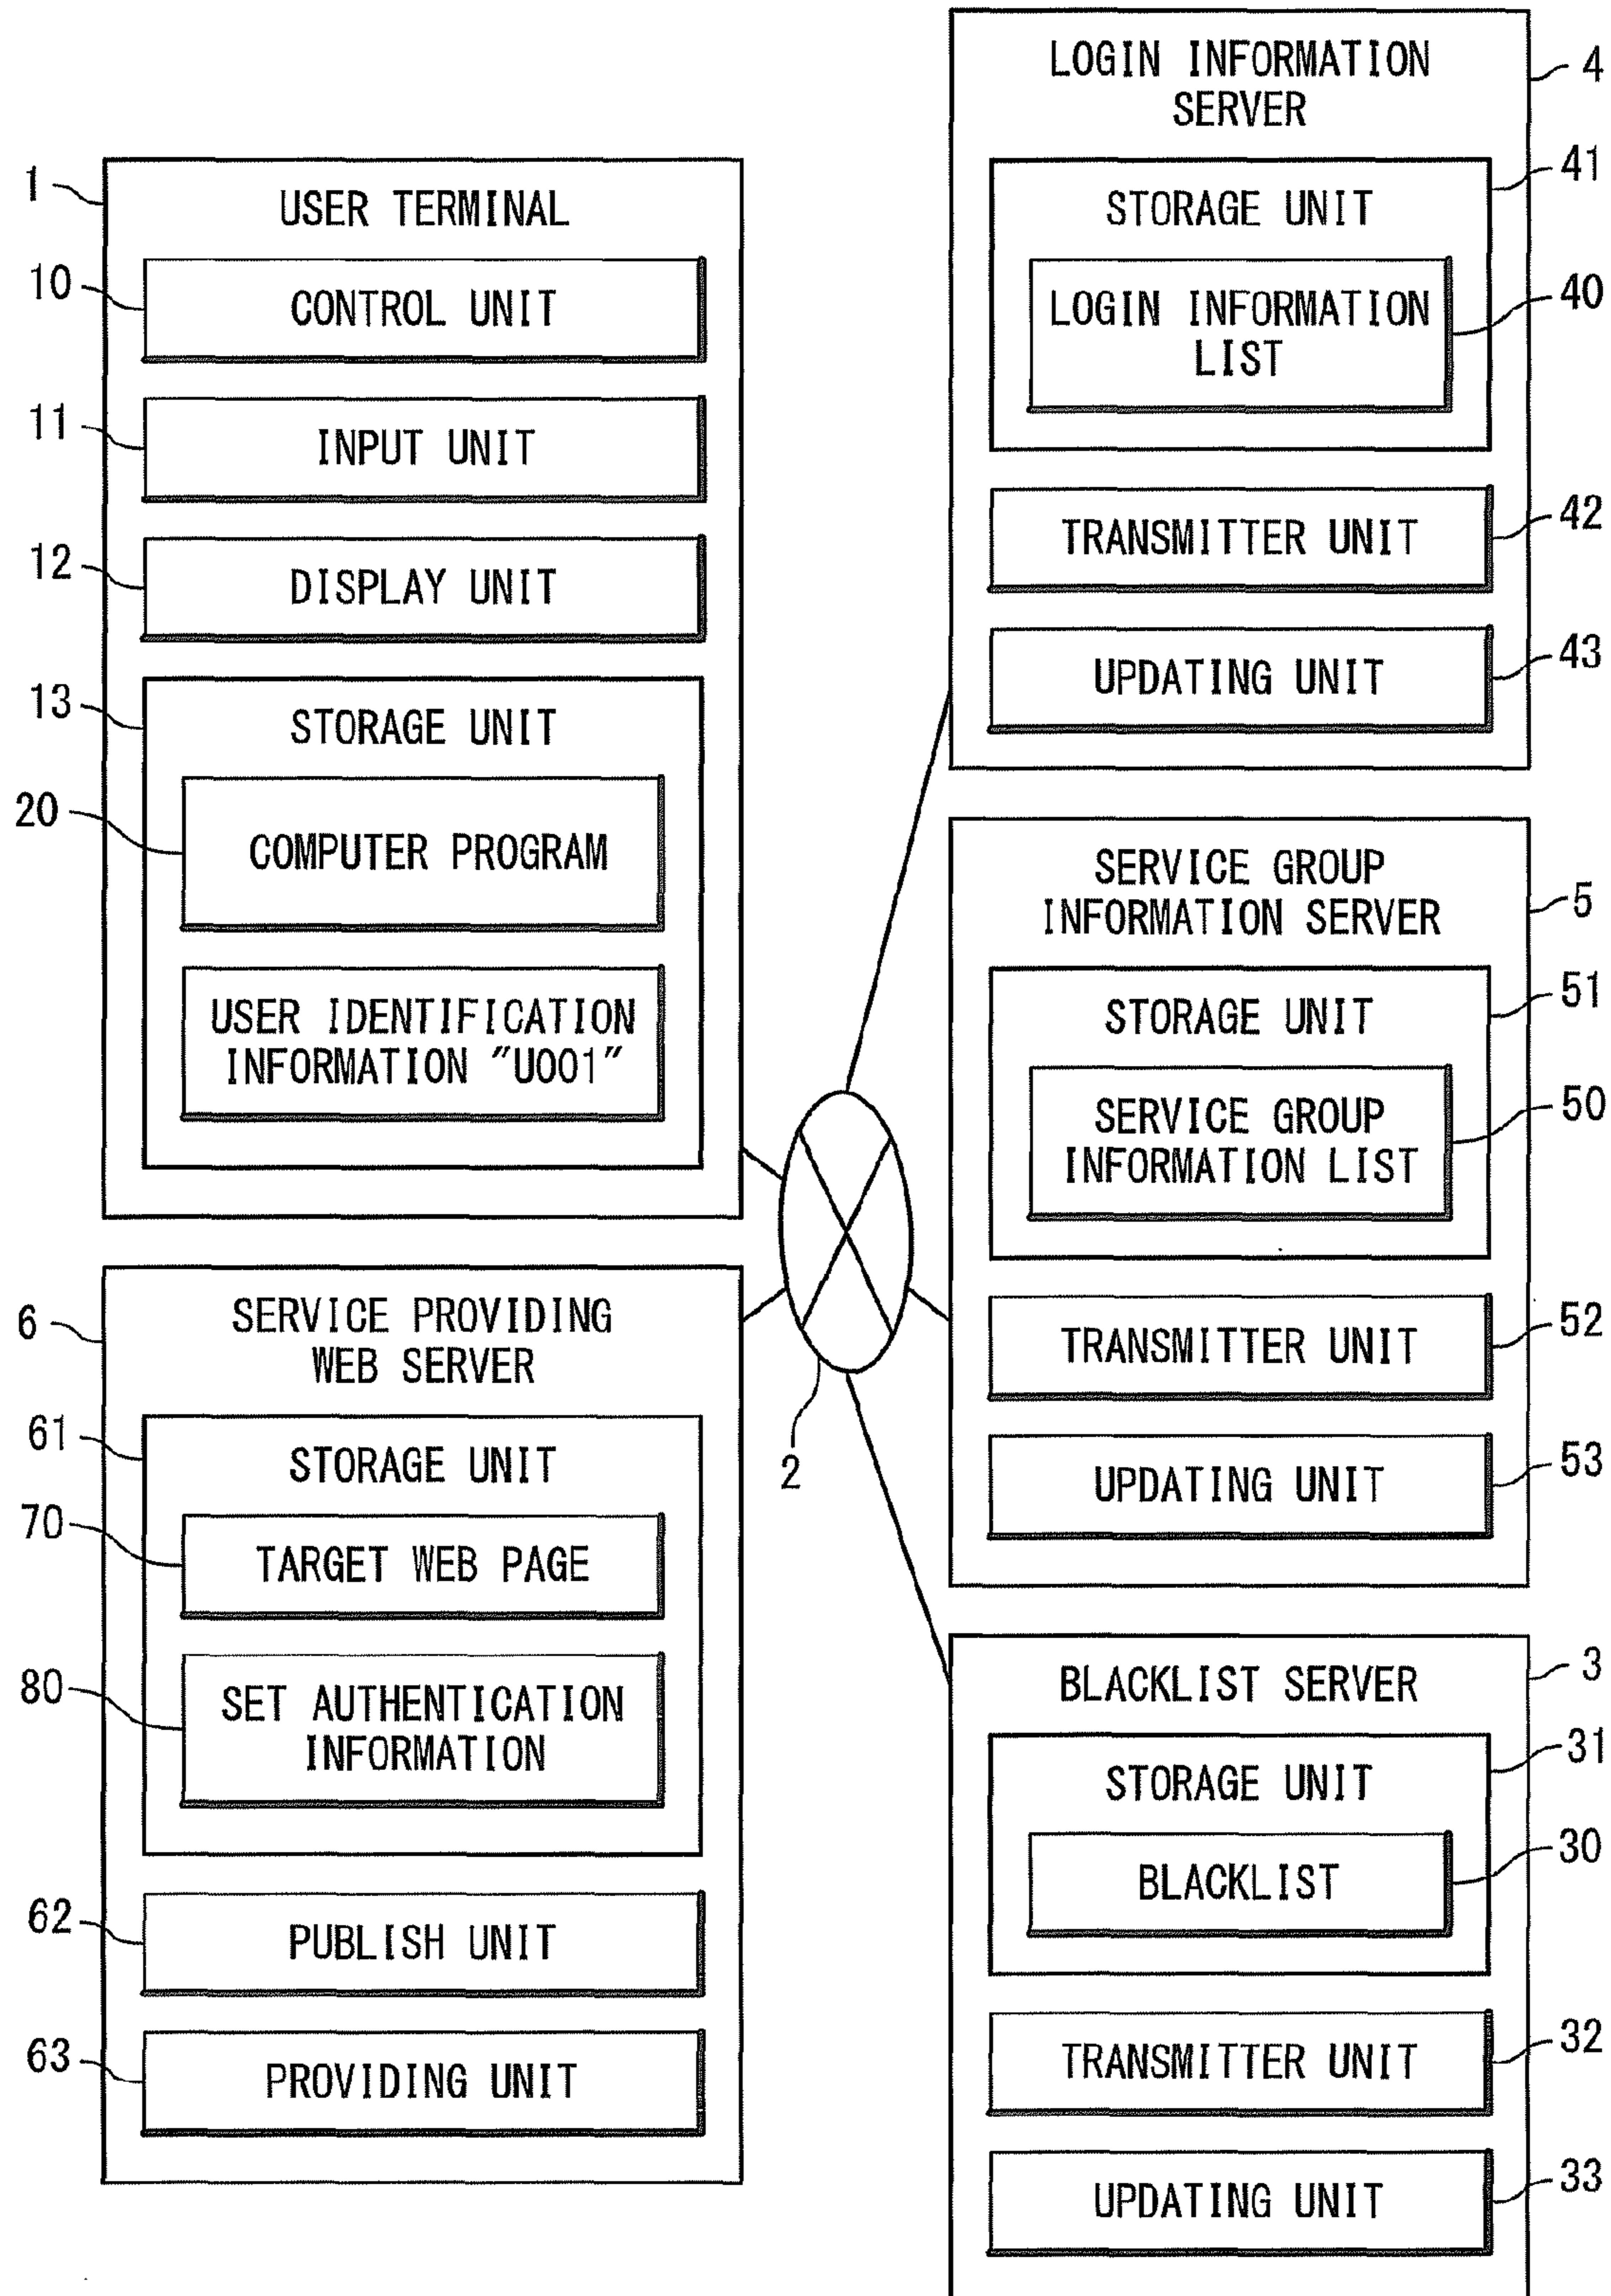 1
USER TERMINAL
10
CONTROL UNIT
11
INPUT UNIT
12
DISPLAY UNIT
13
STORAGE UNIT
20
COMPUTER PROGRAM
USER IDENTIFICATION
INFORMATION "U001"
6
SERVICE PROVIDING
WEB SERVER
61
STORAGE UNIT
70
TARGET WEB PAGE
80
SET AUTHENTICATION
INFORMATION
62
PUBLISH UNIT
63
PROVIDING UNIT
2
LOGIN INFORMATION
SERVER
4
41
STORAGE UNIT
LOGIN INFORMATION
LIST
40
TRANSMITTER UNIT
42
UPDATING UNIT
43
SERVICE GROUP
INFORMATION SERVER
5
51
STORAGE UNIT
SERVICE GROUP
INFORMATION LIST
50
TRANSMITTER UNIT
52
UPDATING UNIT
53
BLACKLIST SERVER
3
31
STORAGE UNIT
BLACKLIST
30
TRANSMITTER UNIT
32
UPDATING UNIT
33